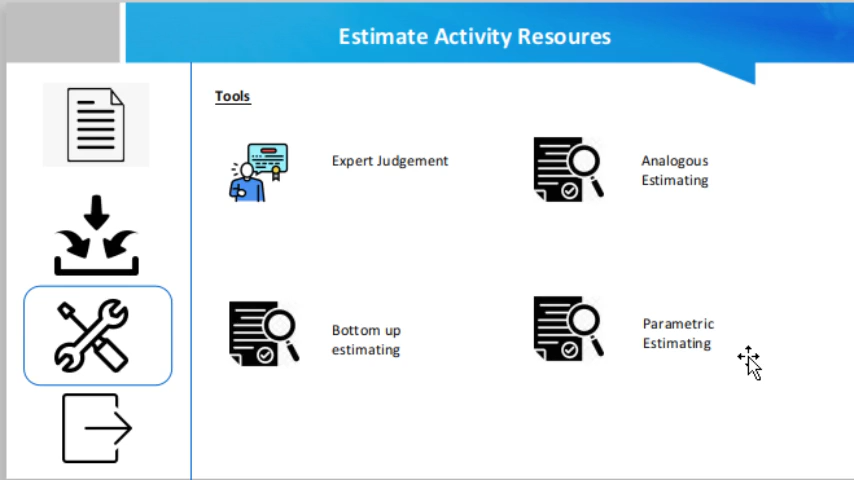 Estimate Activity Resoures
Tools
Expert Judgement
Analogous
Estimating
Bottom up
estimating
Parametric
Estimating